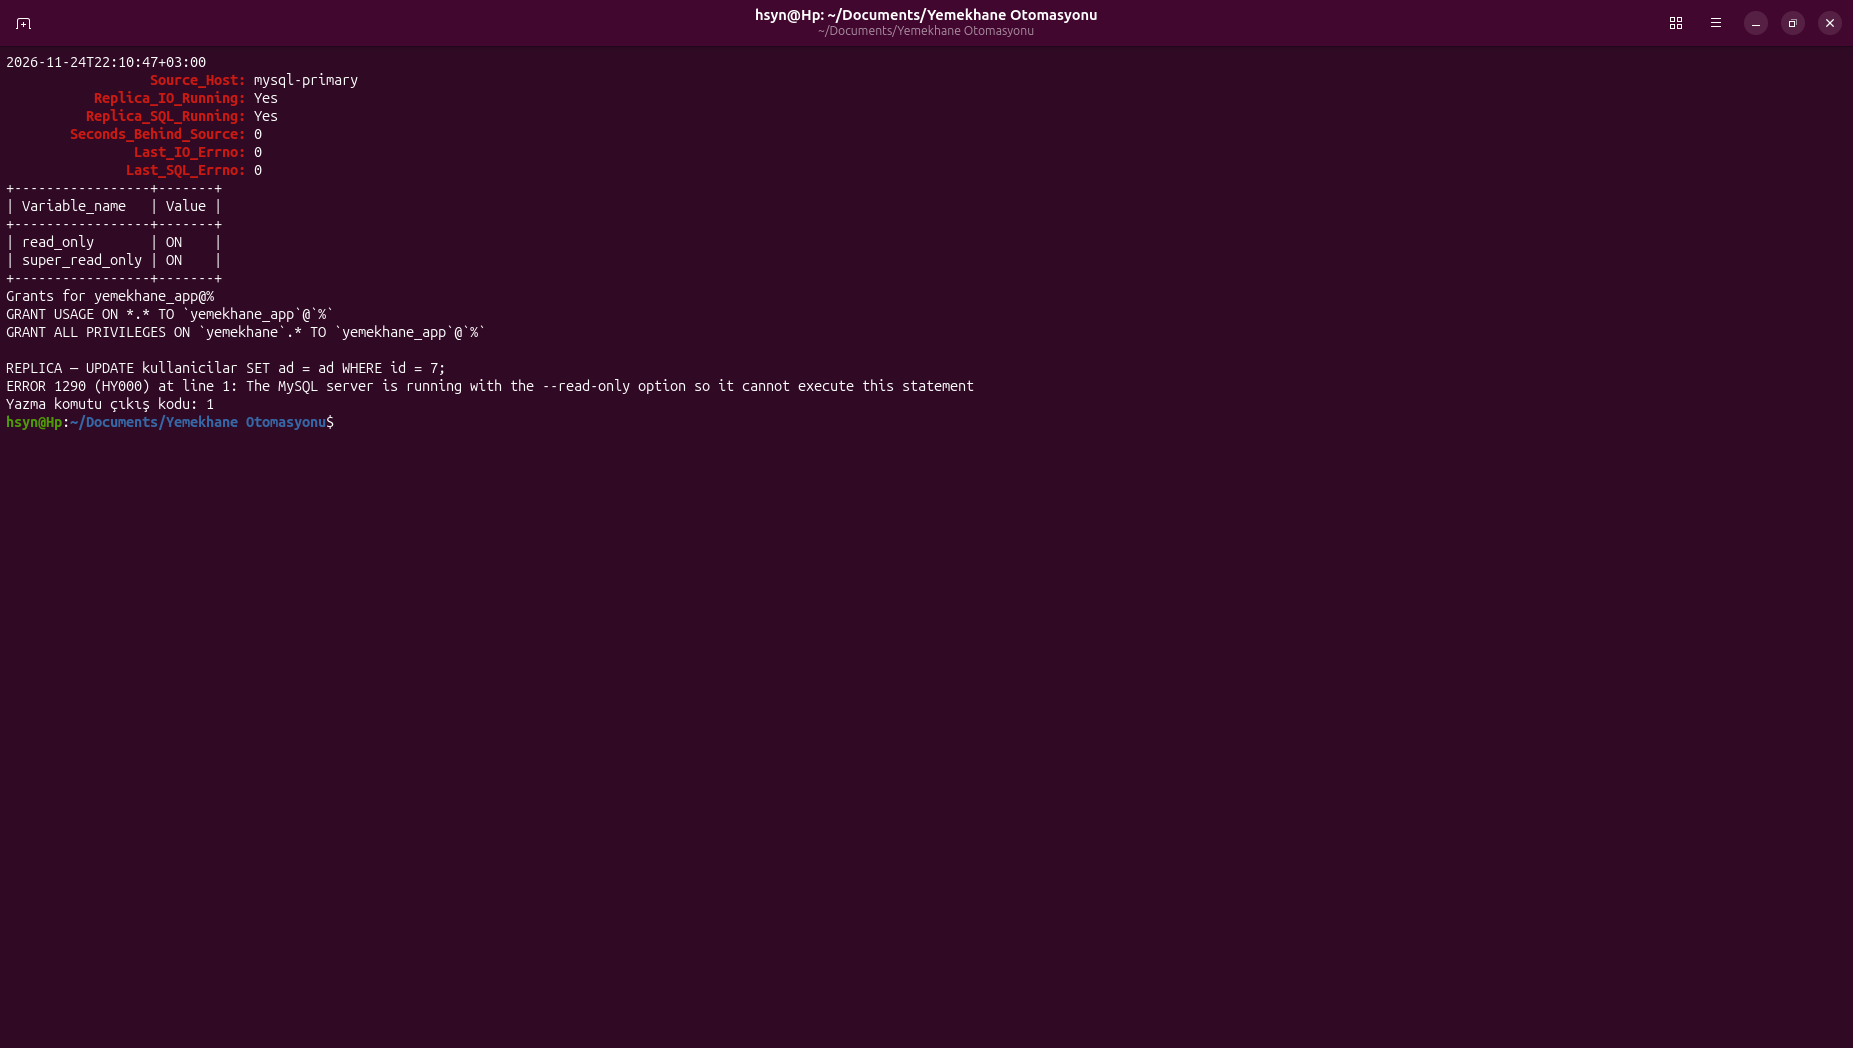 hsyn@Hp: ~/Documents/Yemekhane Otomasyonu
~/Documents/Yemekhane Otomasyonu
2026-11-24T22:10:47+03:00
                  Source_Host: mysql-primary
           Replica_IO_Running: Yes
          Replica_SQL_Running: Yes
        Seconds_Behind_Source: 0
                Last_IO_Errno: 0
               Last_SQL_Errno: 0
+-----------------+-------+
| Variable_name   | Value |
+-----------------+-------+
| read_only       | ON    |
| super_read_only | ON    |
+-----------------+-------+
Grants for yemekhane_app@%
GRANT USAGE ON *.* TO `yemekhane_app`@`%`
GRANT ALL PRIVILEGES ON `yemekhane`.* TO `yemekhane_app`@`%`
REPLICA — UPDATE kullanicilar SET ad = ad WHERE id = 7;
ERROR 1290 (HY000) at line 1: The MySQL server is running with the --read-only option so it cannot execute this statement
Yazma komutu çıkış kodu: 1
hsyn@Hp:~/Documents/Yemekhane Otomasyonu$